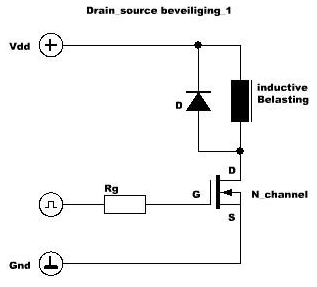 Drain_source beveiliging_1
Vdd
D
inductive
Belasting
D
Rg
G
N_channel
S
Gnd